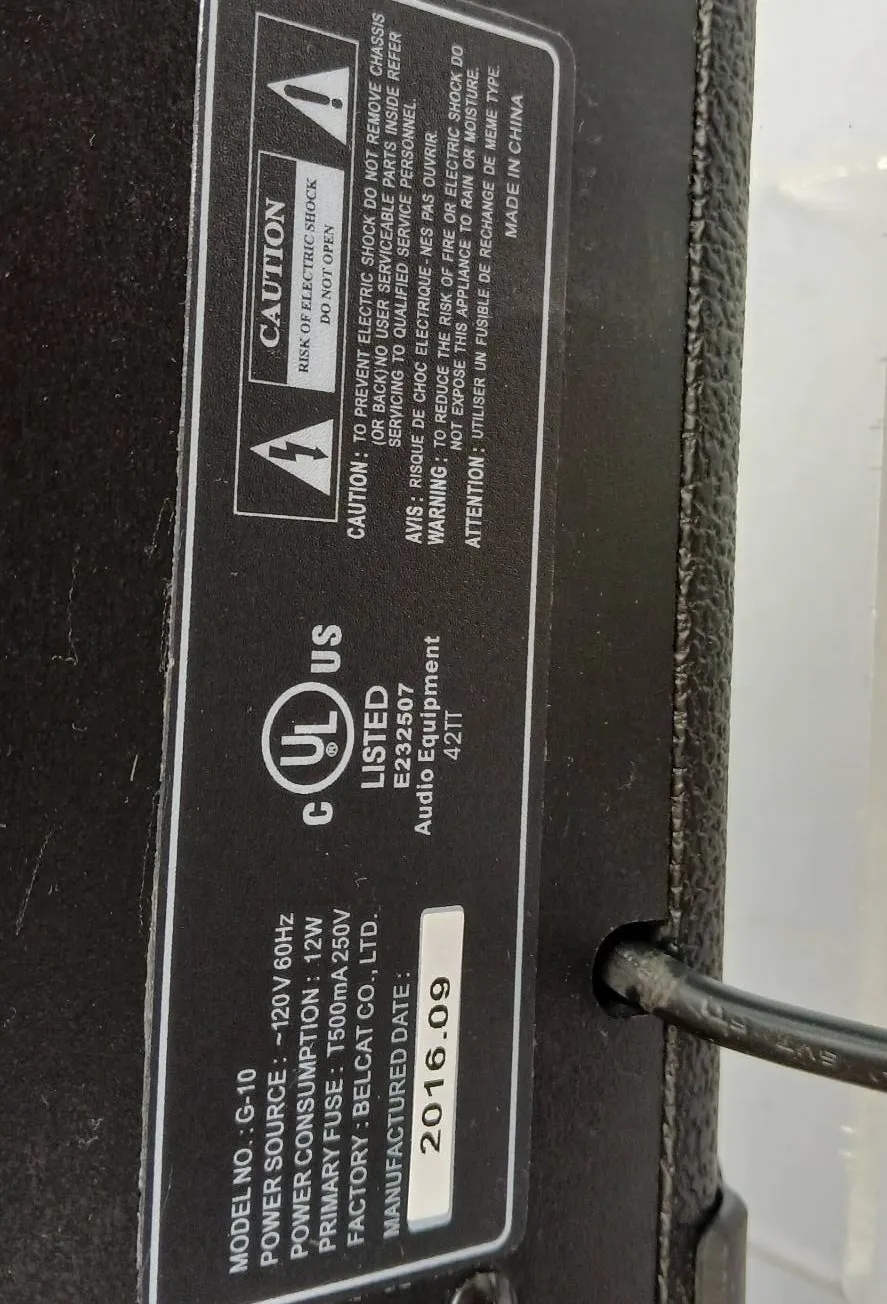 MODEL NO. : G-10
POWER SOURCE : ~120V 60Hz
POWER CONSUMPTION : 12W
PRIMARY FUSE : T500mA 250V
FACTORY : BELCAT CO., LTD.
MANUFACTURED DATE :
2016.09
C UL US
®
LISTED
E232507
Audio Equipment
42TT
CAUTION
RISK OF ELECTRIC SHOCK
DO NOT OPEN
CAUTION : TO PREVENT ELECTRIC SHOCK DO NOT REMOVE CHASSIS
(OR BACK) NO USER SERVICEABLE PARTS INSIDE REFER
SERVICING TO QUALIFIED SERVICE PERSONNEL.
AVIS : RISQUE DE CHOC ELECTRIQUE - NES PAS OUVRIR
WARNING : TO REDUCE THE RISK OF FIRE OR ELECTRIC SHOCK DO
NOT EXPOSE THIS APPLIANCE TO RAIN OR MOISTURE.
ATTENTION : UTILISER UN FUSIBLE DE RECHANGE DE MEME TYPE.
MADE IN CHINA